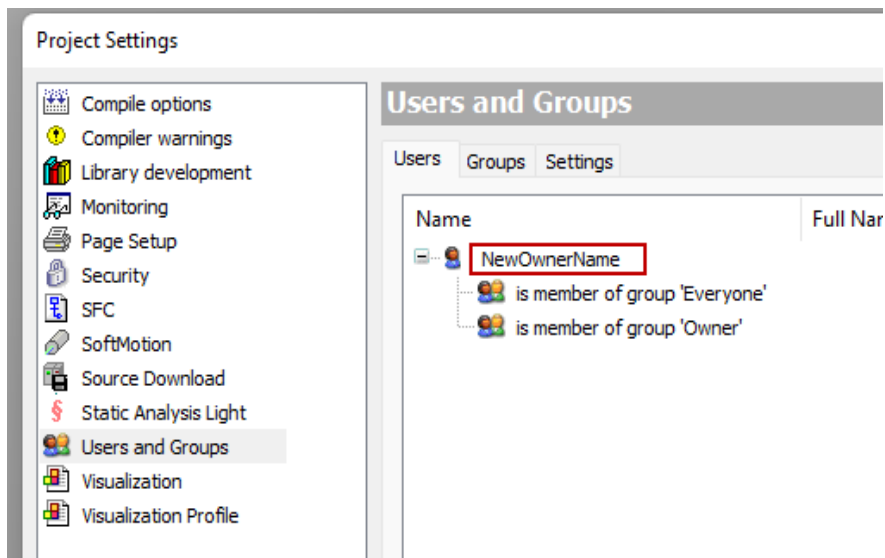 Project Settings
Compile options
Compiler warnings
Library development
Monitoring
Page Setup
Security
SFC
SoftMotion
Source Download
Static Analysis Light
Users and Groups
Visualization
Visualization Profile
Users and Groups
Users Groups Settings
Name Full Nar
NewOwnerName
is member of group 'Everyone'
is member of group 'Owner'